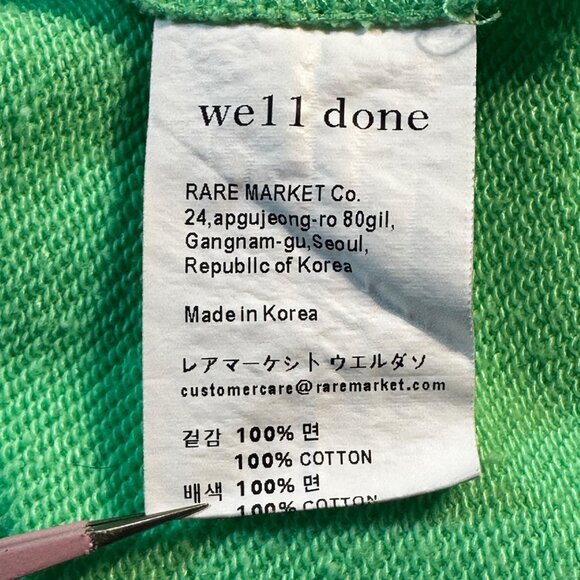 we11 done
RARE MARKET Co.
24,apgujeong-ro 80gil,
Gangnam-gu,Seoul,
Republlc of Korea
Made in Korea
レアマーケシト ウエルダソ
customercare@raremarket.com
겉감 100% 면
100% COTTON
배색 100% 면
100% COTTON